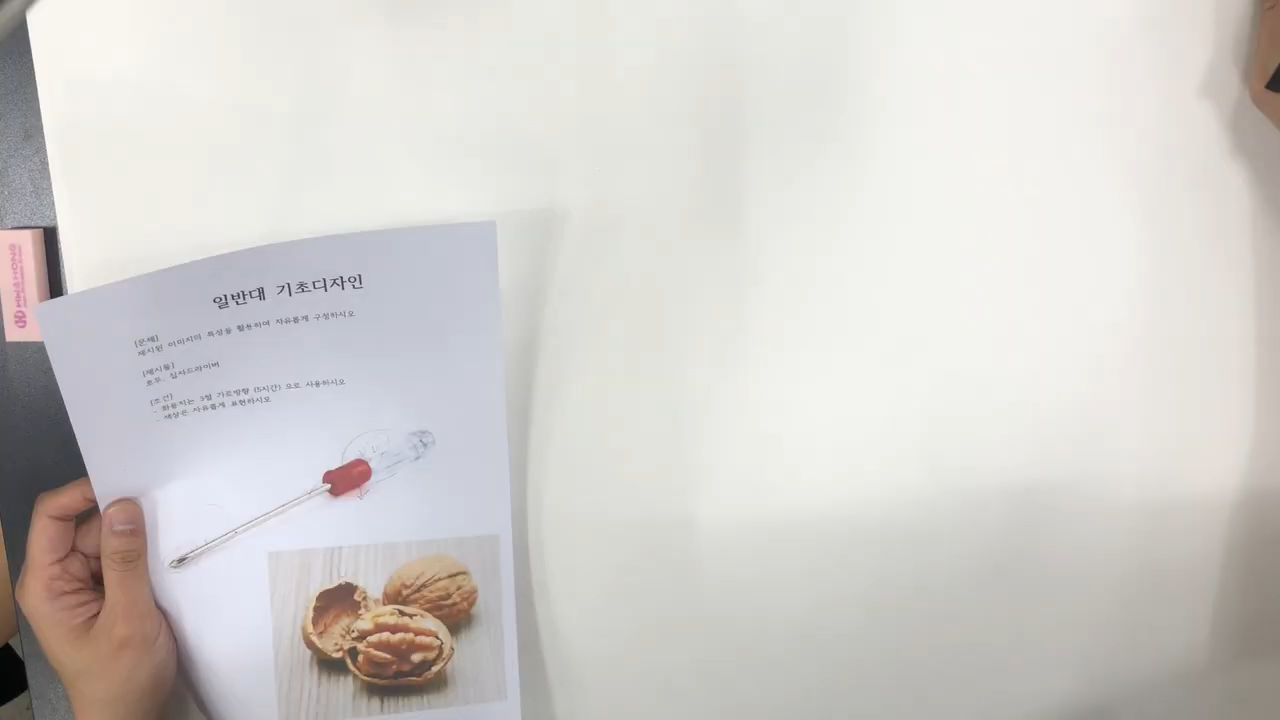 일반대 기초디자인
[문제]
제시된 이미지의 특성을 활용하여 자유롭게 구성하시오
[제시물]
호두, 십자드라이버
[조건]
- 화용지는 3절 가로방향 (5시간) 으로 사용하시오
- 색상은 자유롭게 표현하시오